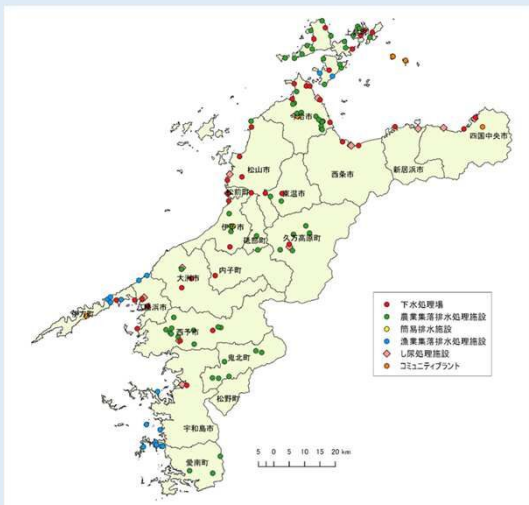 上島町
今治市
四国中央市
松山市
西条市
新居浜市
松前町
東温市
伊予市
砥部町
久万高原町
大洲市
内子町
八幡浜市
伊方町
西予市
鬼北町
松野町
宇和島市
愛南町
下水処理場
農業集落排水処理施設
簡易排水施設
漁業集落排水処理施設
し尿処理施設
コミュニティプラント
5 0 5 10 15 20 km